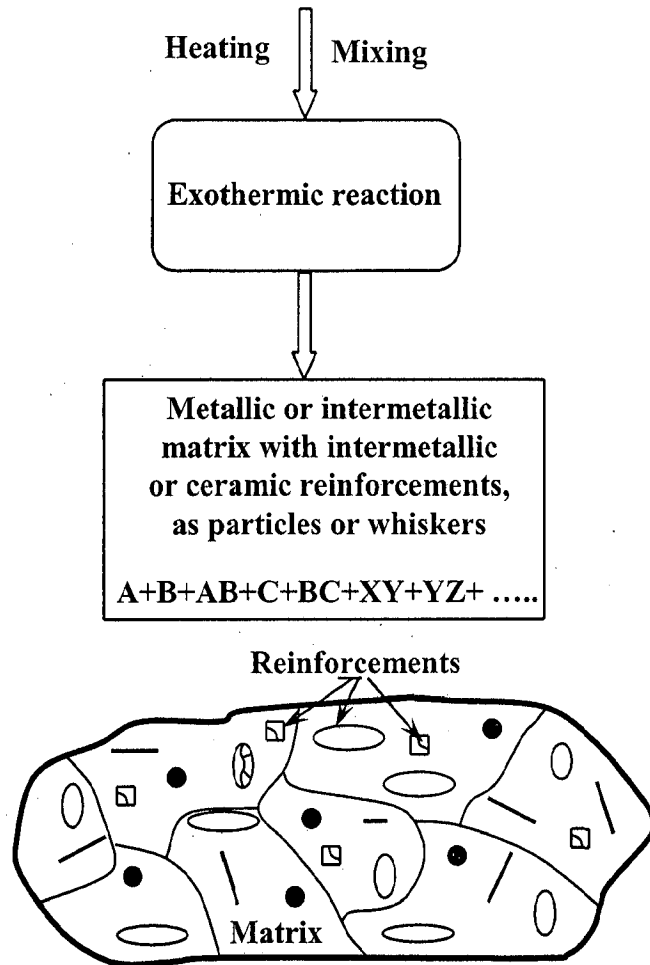 Heating Mixing
Exothermic reaction
Metallic or intermetallic
matrix with intermetallic
or ceramic reinforcements,
as particles or whiskers
A+B+AB+C+BC+XY+YZ+ .....
Reinforcements
Matrix